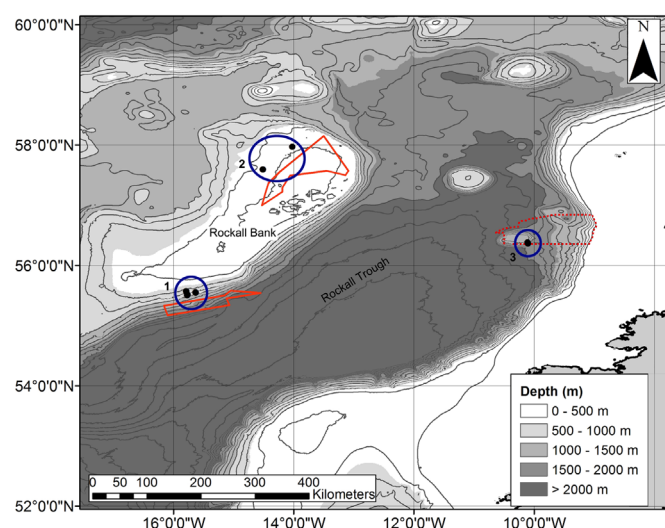 60°0'0"N
N
58°0'0"N
2
Rockall Bank
3
56°0'0"N
1
Rockall Trough
54°0'0"N
Depth (m)
0 - 500 m
500 - 1000 m
1000 - 1500 m
1500 - 2000 m
> 2000 m
0 50 100 200 300 400
Kilometers
52°0'0"N
16°0'0"W 14°0'0"W 12°0'0"W 10°0'0"W